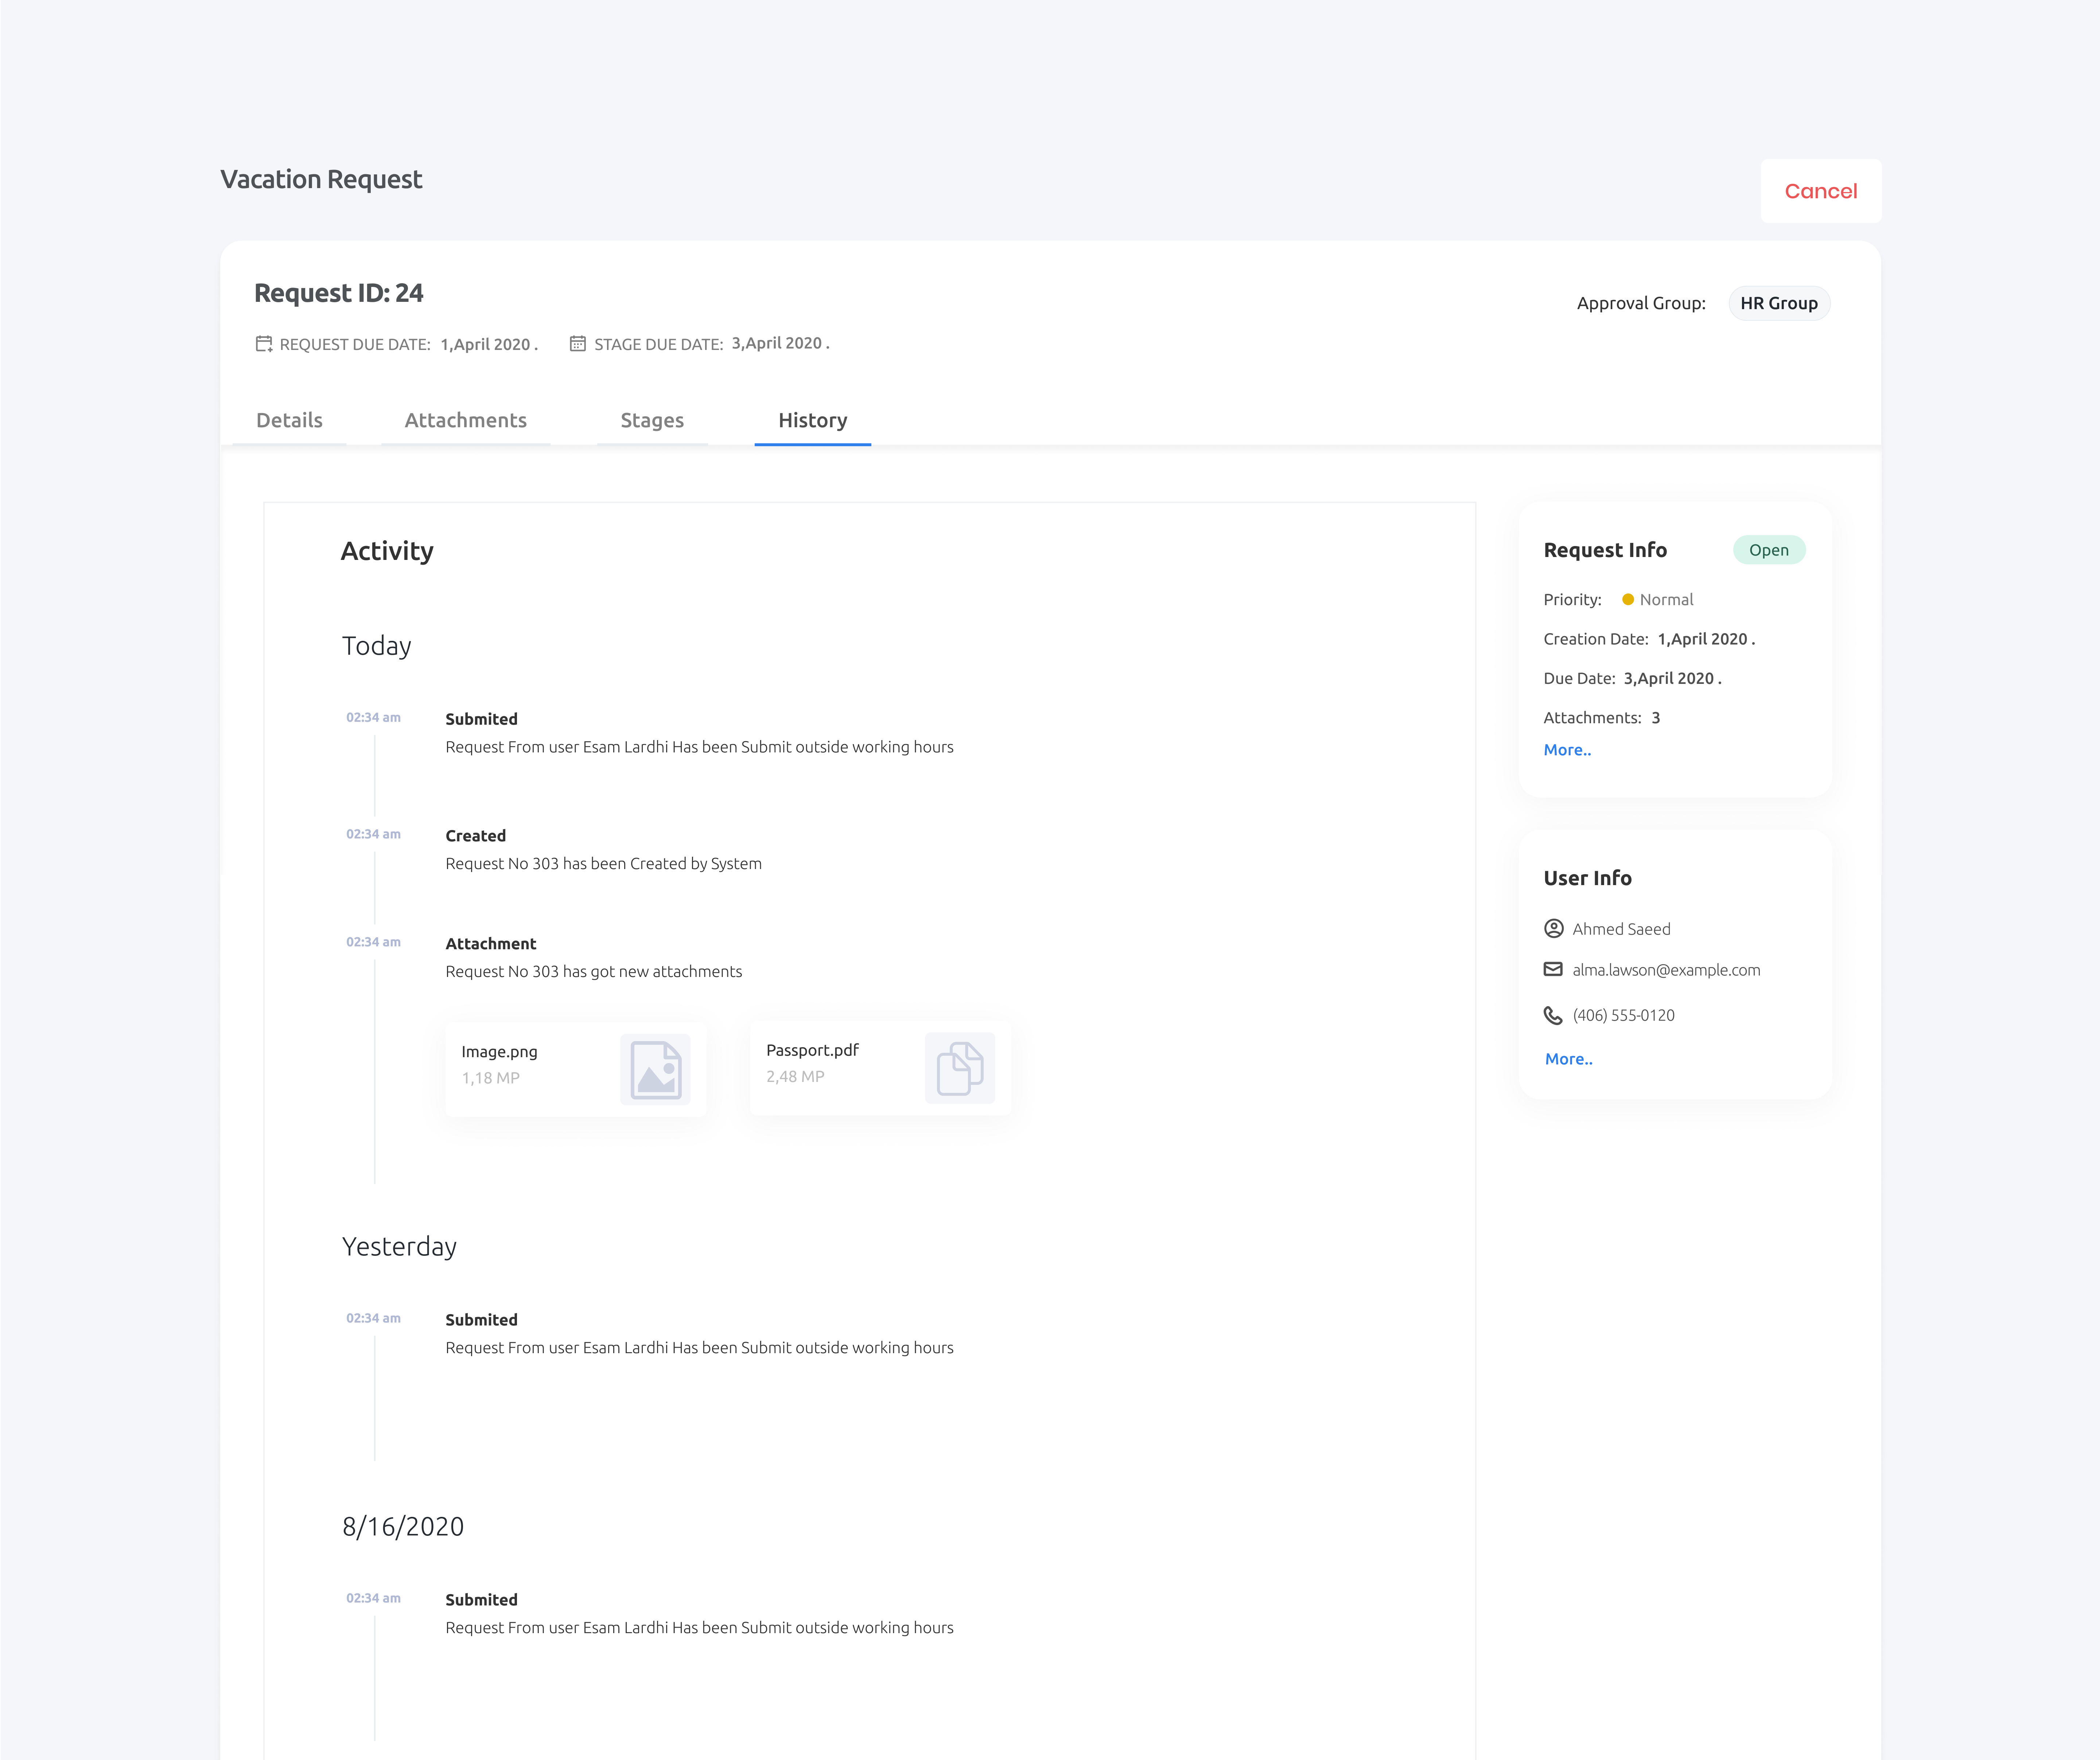 Vacation Request
Cancel
Request ID: 24
Approval Group: HR Group
REQUEST DUE DATE: 1,April 2020 . STAGE DUE DATE: 3,April 2020 .
Details Attachments Stages History
Activity
Today
02:34 am Submited
Request From user Esam Lardhi Has been Submit outside working hours
02:34 am Created
Request No 303 has been Created by System
02:34 am Attachment
Request No 303 has got new attachments
Image.png
1,18 MP
Passport.pdf
2,48 MP
Yesterday
02:34 am Submited
Request From user Esam Lardhi Has been Submit outside working hours
8/16/2020
02:34 am Submited
Request From user Esam Lardhi Has been Submit outside working hours
Request Info Open
Priority: Normal
Creation Date: 1,April 2020 .
Due Date: 3,April 2020 .
Attachments: 3
More..
User Info
Ahmed Saeed
alma.lawson@example.com
(406) 555-0120
More..